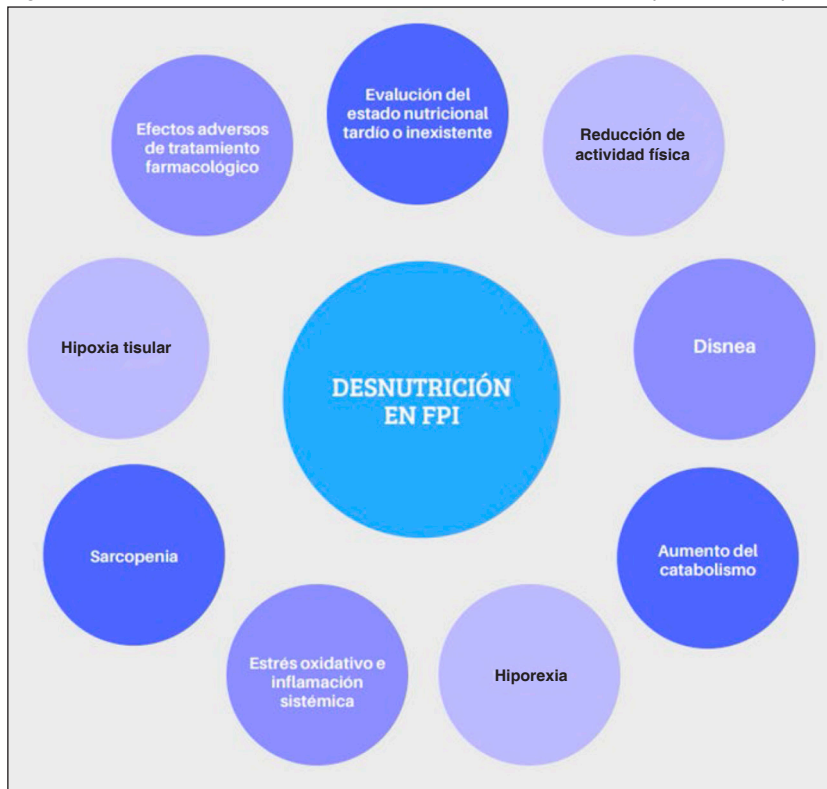 Evalución del
estado nutricional
tardío o inexistente
Efectos adversos
de tratamiento
farmacológico
Reducción de
actividad física
Hipoxia tisular
Disnea
DESNUTRICIÓN
EN FPI
Sarcopenia
Aumento del
catabolismo
Estrés oxidativo e
inflamación
sistémica
Hiporexia